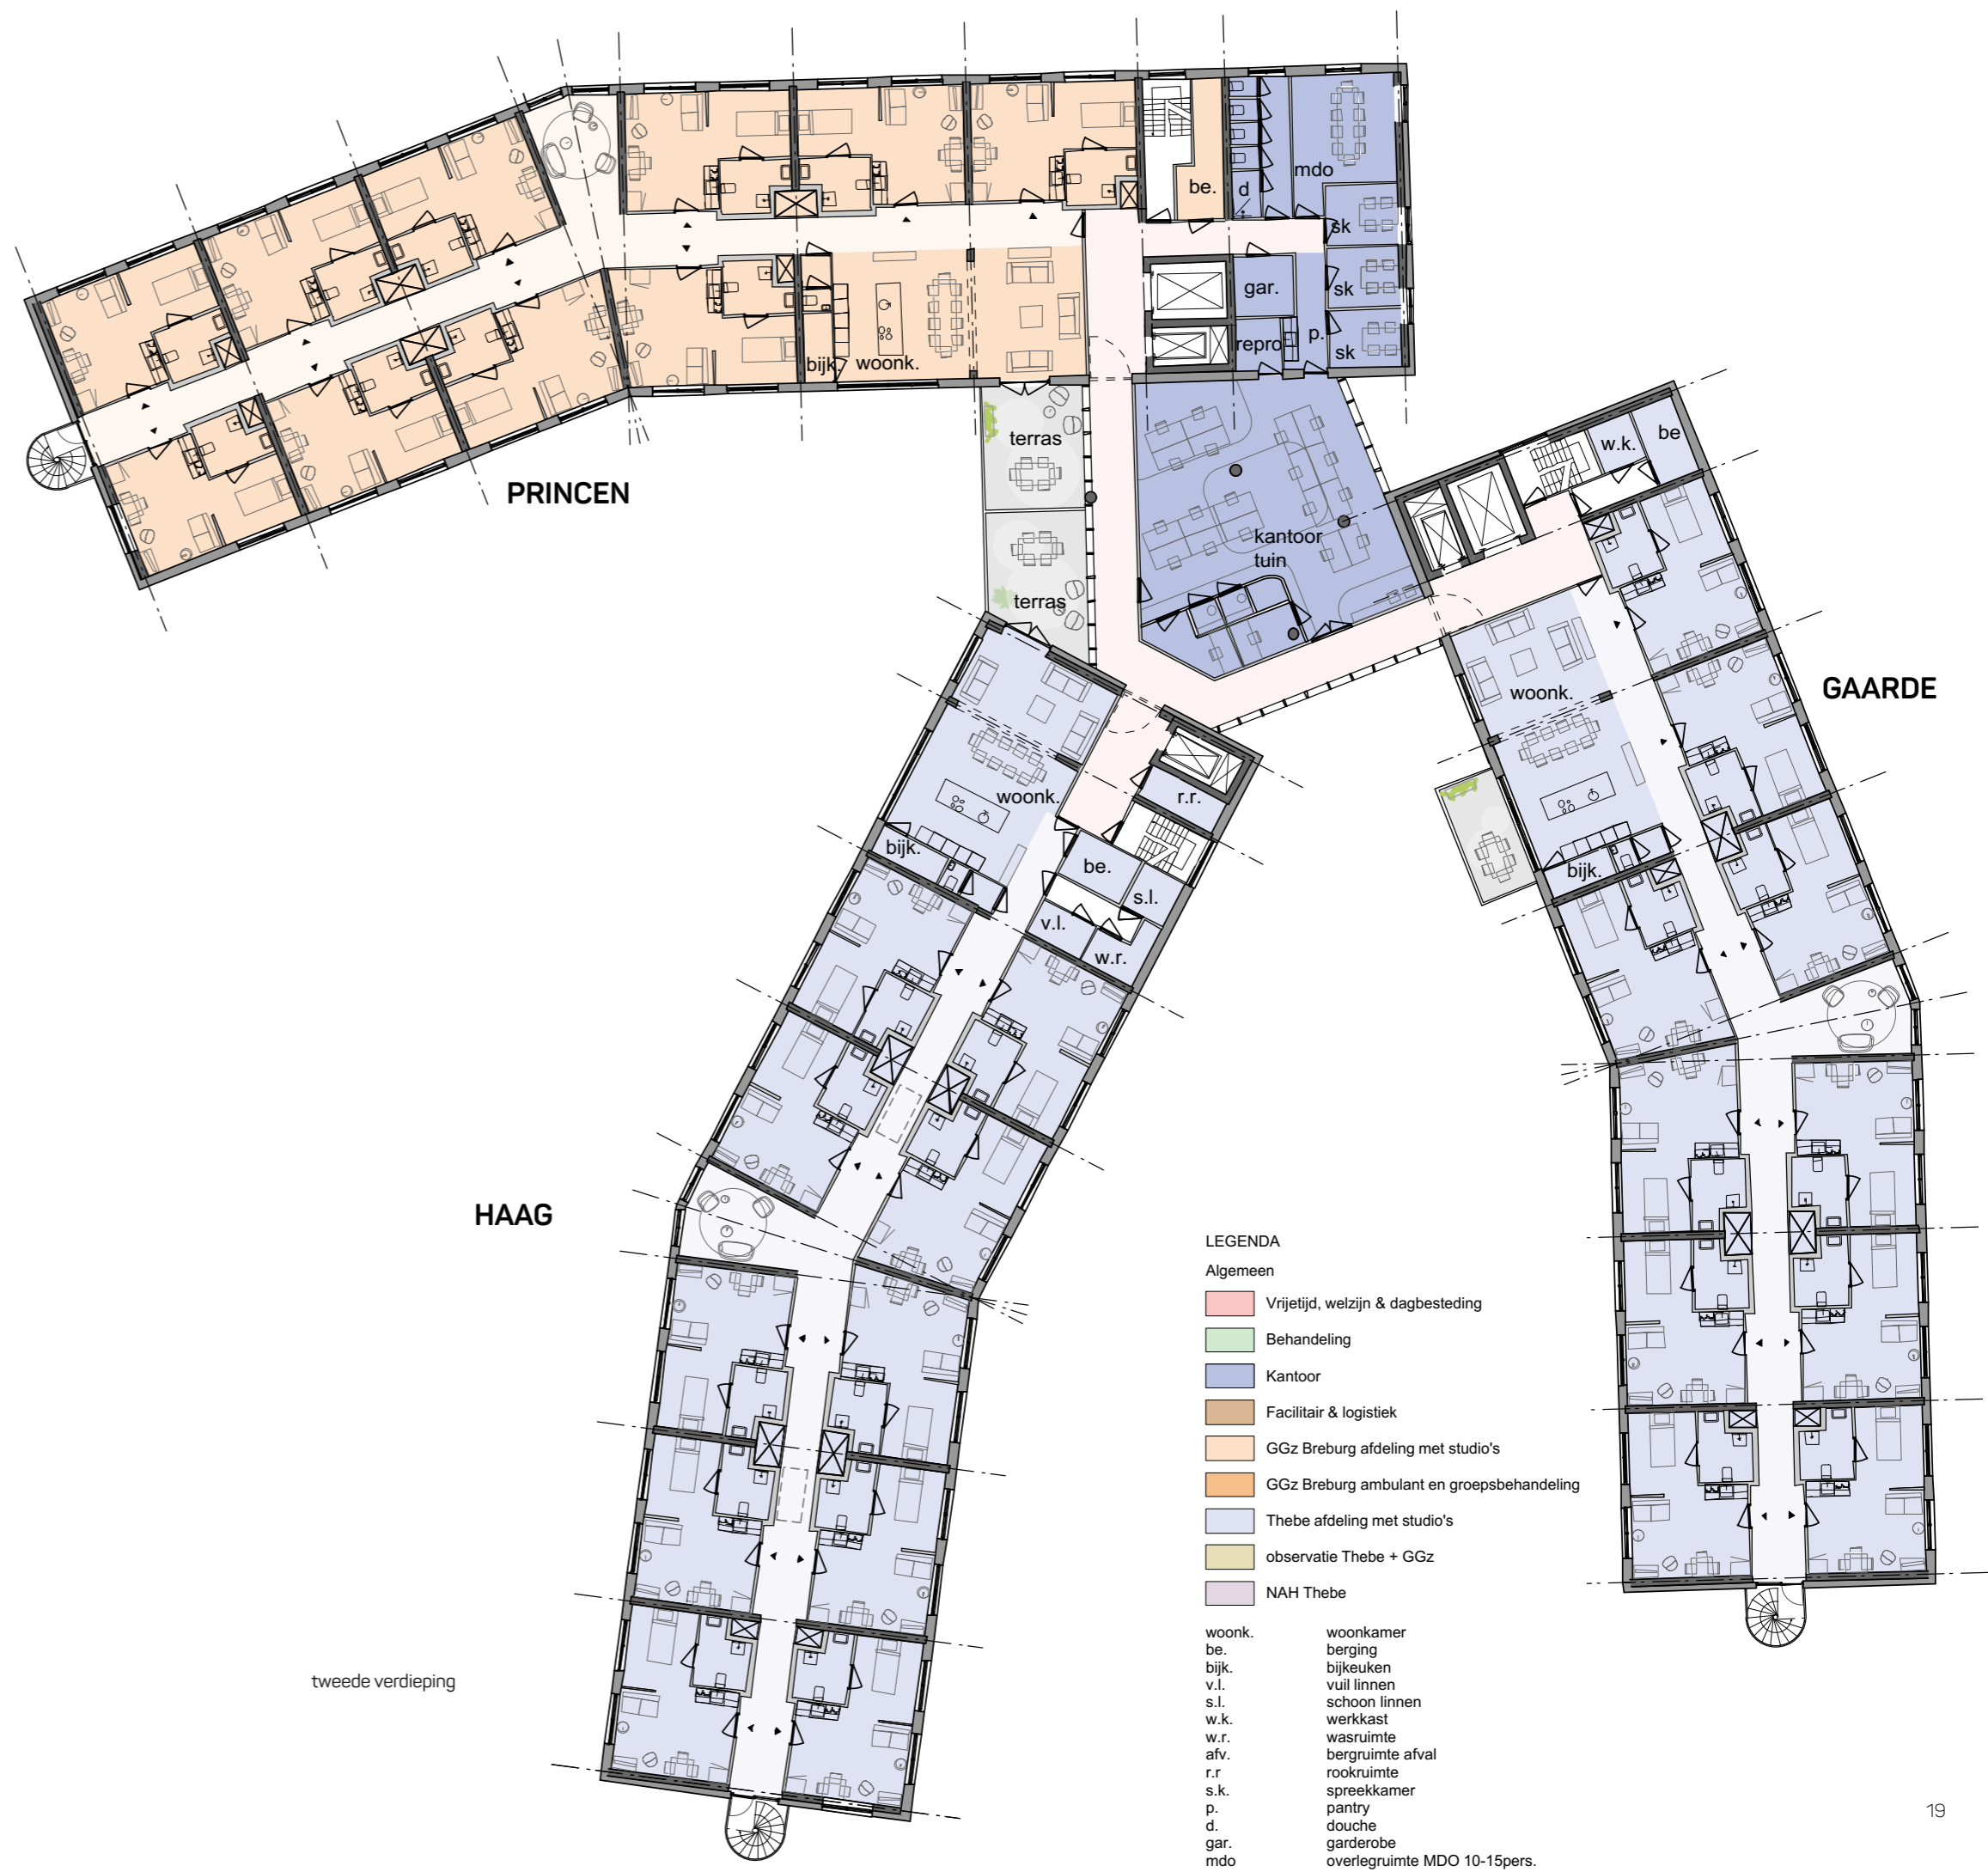 be.
mdo
d
sk
gar.
sk
repro
p.
sk
bijk.
woonk.
PRINCEN
terras
terras
kantoor
tuin
w.k.
be
GAARDE
woonk.
bijk.
woonk.
r.r.
bijk.
be.
s.l.
v.l.
w.r.
HAAG
tweede verdieping
LEGENDA
Algemeen
Vrijetijd, welzijn & dagbesteding
Behandeling
Kantoor
Facilitair & logistiek
GGz Breburg afdeling met studio's
GGz Breburg ambulant en groepsbehandeling
Thebe afdeling met studio's
observatie Thebe + GGz
NAH Thebe
woonk. woonkamer
be. berging
bijk. bijkeuken
v.l. vuil linnen
s.l. schoon linnen
w.k. werkkast
w.r. wasruimte
afv. bergruimte afval
r.r rookruimte
s.k. spreekkamer
p. pantry
d. douche
gar. garderobe
mdo overlegruimte MDO 10-15pers.
19